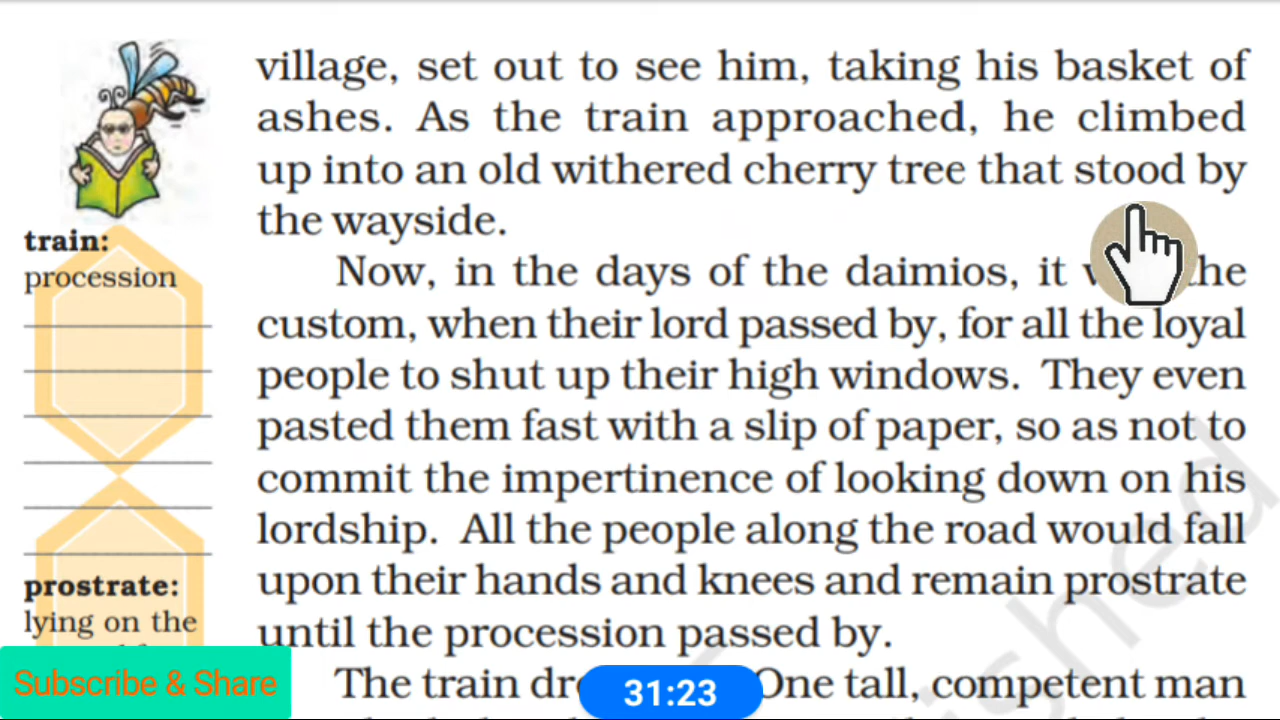 village, set out to see him, taking his basket of
ashes. As the train approached, he climbed
up into an old withered cherry tree that stood by
the wayside.
train:
procession
Now, in the days of the daimios, it the
custom, when their lord passed by, for all the loyal
people to shut up their high windows. They even
pasted them fast with a slip of paper, so as not to
commit the impertinence of looking down on his
lordship. All the people along the road would fall
upon their hands and knees and remain prostrate
until the procession passed by.
prostrate:
lying on the
The train One tall, competent man
Subscribe & Share
31:23